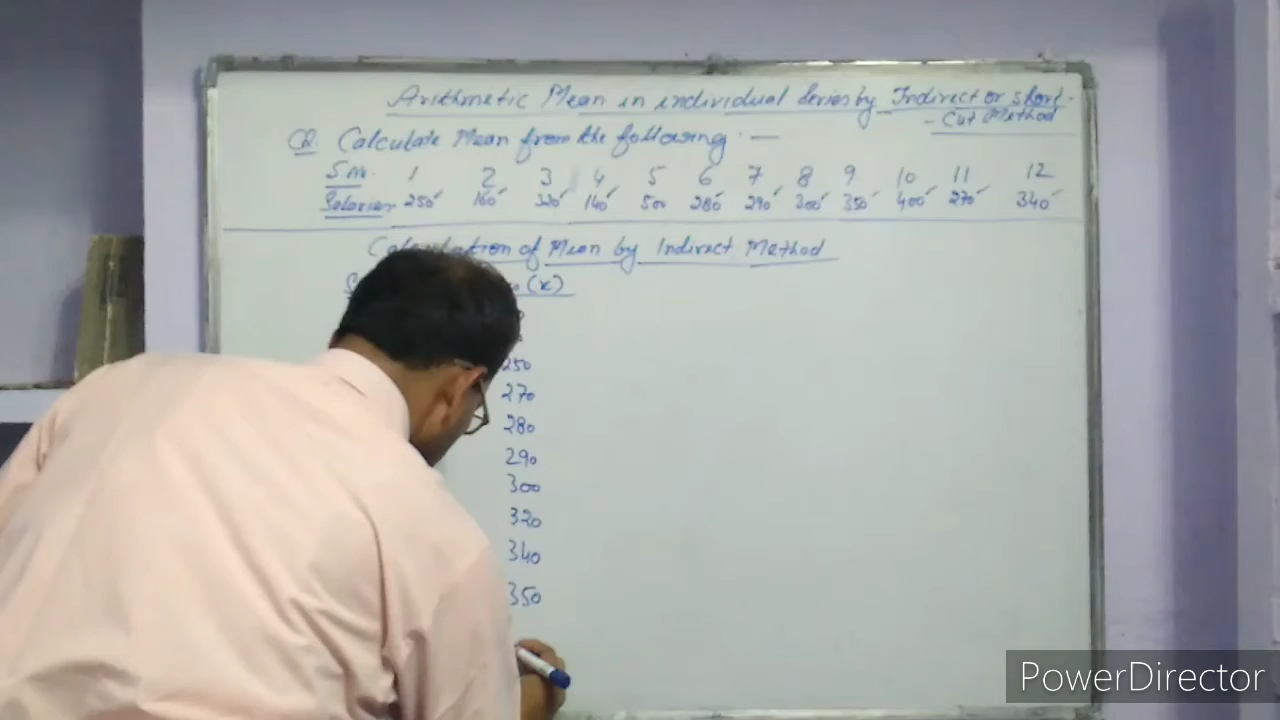 Arithmetic Mean in individual Series by Indirect or short-
- Cut Method
Q. Calculate Mean from the following :—
S.No. 1 2 3 4 5 6 7 8 9 10 11 12
Salaries 250 160 320 140 500 280 290 300 350 400 270 340
Calculation of Mean by Indirect Method
(x)
250
270
280
290
300
320
340
350
PowerDirector